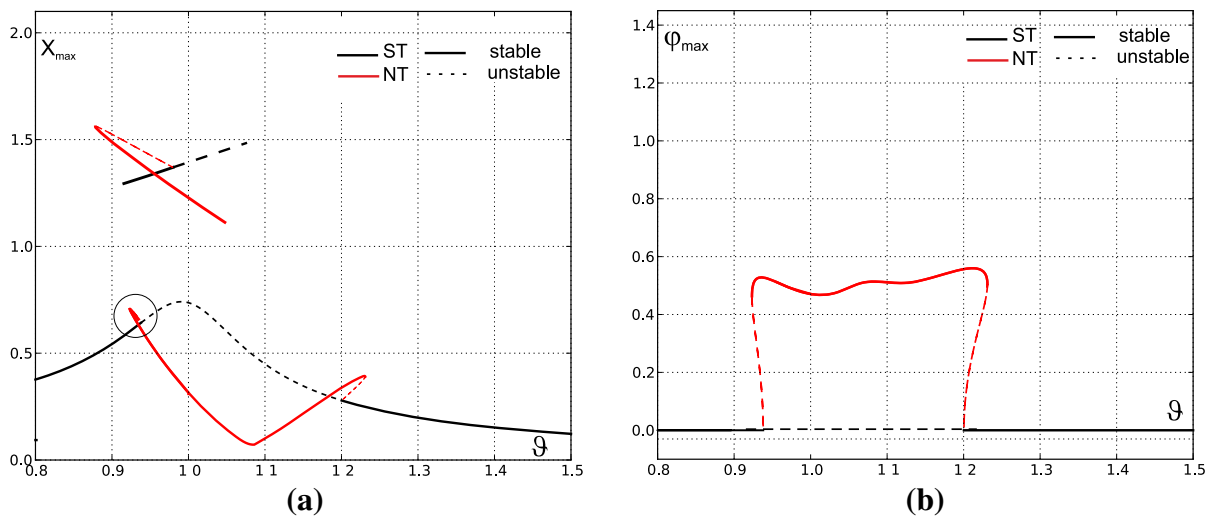 2.0
X max
ST stable
NT unstable
1.5
1.0
0.5
0.0
0.8 0.9 1 0 1 1 1 2 1.3 1.4 1.5
ϑ
(a)
1.4
φmax
ST stable
NT unstable
1.2
1.0
0.8
0.6
0.4
0.2
0.0
ϑ
0.8 0.9 1.0 1.1 1 2 1.3 1.4 1.5
(b)